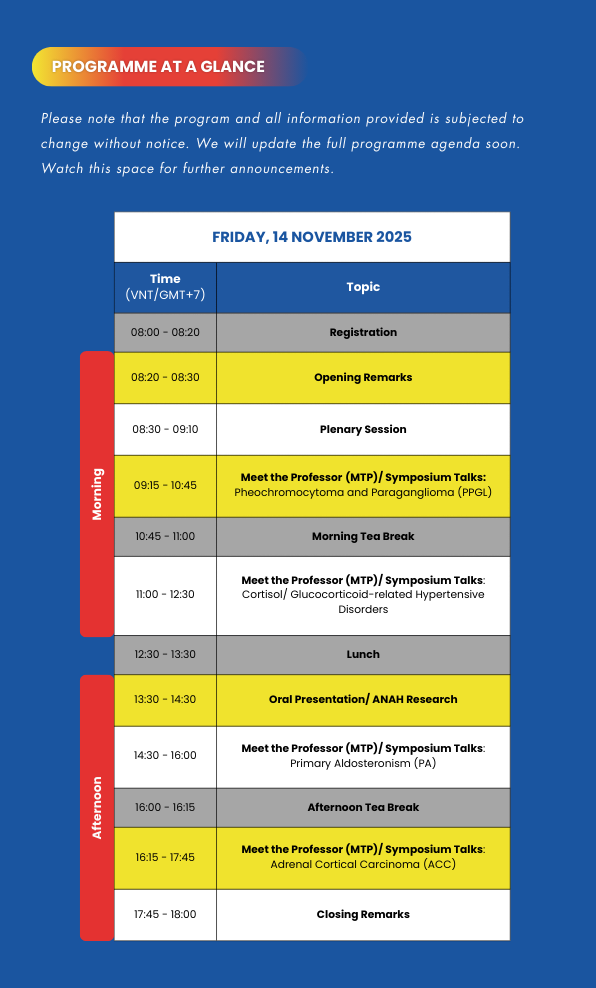 PROGRAMME AT A GLANCE
Please note that the program and all information provided is subjected to
change without notice. We will update the full programme agenda soon.
Watch this space for further announcements.
FRIDAY, 14 NOVEMBER 2025
Time
(VNT/GMT+7)
Topic
08:00 - 08:20
Registration
Morning
08:20 - 08:30
Opening Remarks
08:30 - 09:10
Plenary Session
09:15 - 10:45
Meet the Professor (MTP)/ Symposium Talks:
Pheochromocytoma and Paraganglioma (PPGL)
10:45 - 11:00
Morning Tea Break
11:00 - 12:30
Meet the Professor (MTP)/ Symposium Talks:
Cortisol/ Glucocorticoid-related Hypertensive
Disorders
12:30 - 13:30
Lunch
Afternoon
13:30 - 14:30
Oral Presentation/ ANAH Research
14:30 - 16:00
Meet the Professor (MTP)/ Symposium Talks:
Primary Aldosteronism (PA)
16:00 - 16:15
Afternoon Tea Break
16:15 - 17:45
Meet the Professor (MTP)/ Symposium Talks:
Adrenal Cortical Carcinoma (ACC)
17:45 - 18:00
Closing Remarks